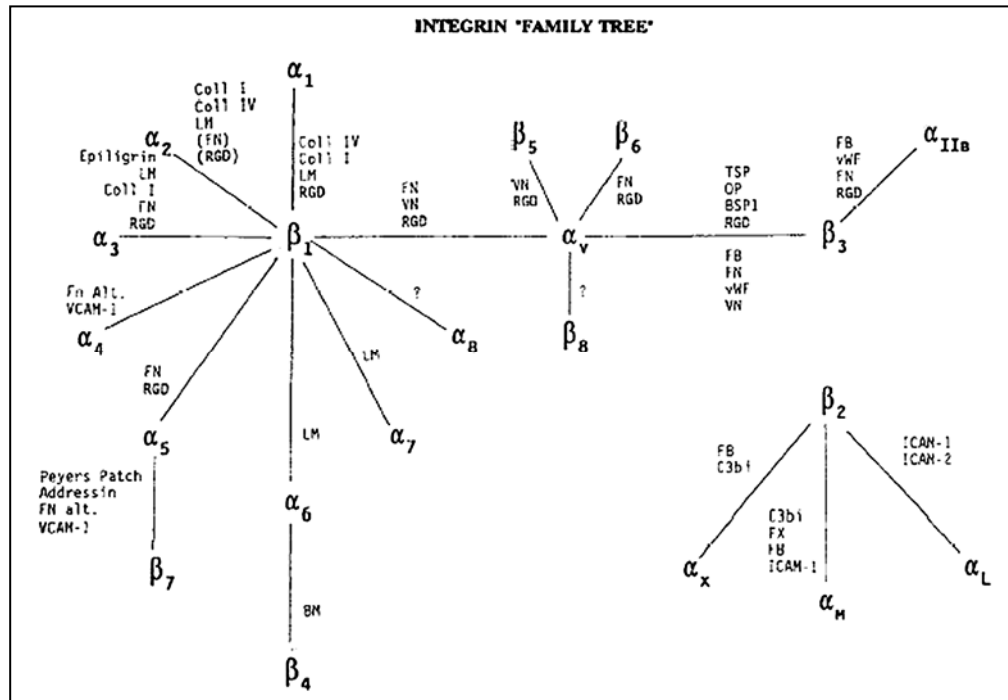 INTEGRIN "FAMILY TREE"
α1
Coll I
Coll IV
LM
(FN)
(RGD)
α2
Coll IV
Coll I
LM
RGD
Epiligrin
LM
Coll I
FN
RGD
α3
β1
FN
VN
RGD
β5
VN
RGD
β6
FN
RGD
αv
TSP
OP
BSP1
RGD
FB
FN
vWF
VN
β3
FB
vWF
FN
RGD
αIIB
Fn Alt.
VCAM-1
α4
?
α8
?
β8
FN
RGD
α5
LM
α7
LM
α6
Peyers Patch
Addressin
FN alt.
VCAM-1
β7
BM
β4
β2
FB
C3bi
αX
C3bi
FX
FB
ICAM-1
αM
ICAM-1
ICAM-2
αL